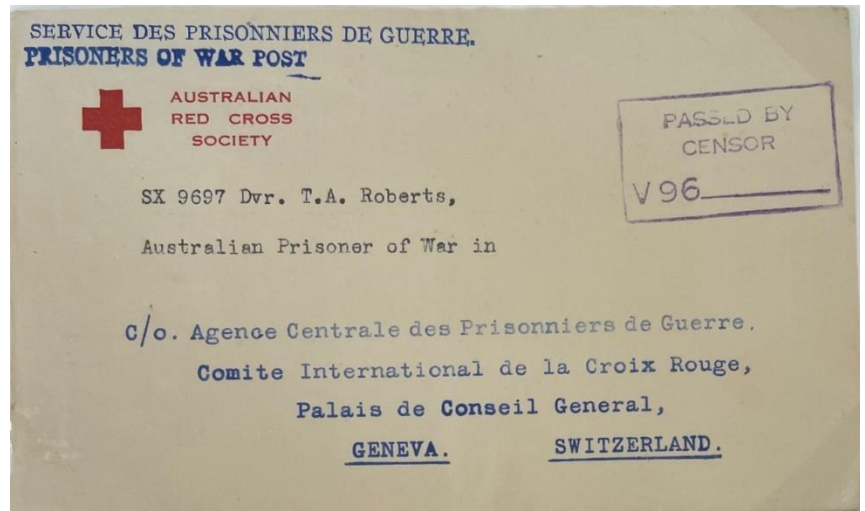 SERVICE DES PRISONNIERS DE GUERRE.
PRISONERS OF WAR POST
AUSTRALIAN
RED CROSS
SOCIETY
PASSED BY
CENSOR
V 96
SX 9697 Dvr. T.A. Roberts,
Australian Prisoner of War in
c/o. Agence Centrale des Prisonniers de Guerre.
Comite International de la Croix Rouge,
Palais de Conseil General,
GENEVA. SWITZERLAND.